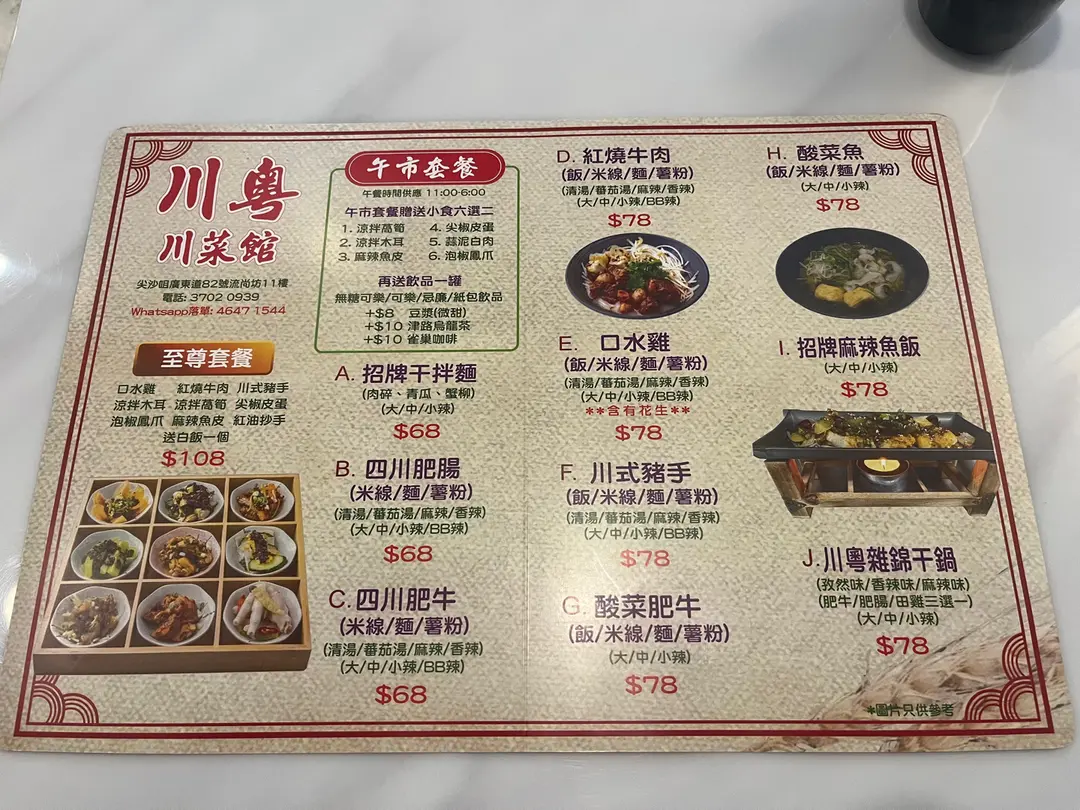 川粵
川菜館
尖沙咀廣東道82號流尚坊11樓
電話: 3702 0939
Whatsapp落單: 4647 1544
至尊套餐
口水雞 紅燒牛肉 川式豬手
涼拌木耳 涼拌萵筍 尖椒皮蛋
泡椒鳳爪 麻辣魚皮 紅油抄手
送白飯一個
$108
午市套餐
午餐時間供應 11:00-6:00
午市套餐贈送小食六選二
1. 涼拌萵筍 4. 尖椒皮蛋
2. 涼拌木耳 5. 蒜泥白肉
3. 麻辣魚皮 6. 泡椒鳳爪
再送飲品一罐
無糖可樂/可樂/忌廉/紙包飲品
+$8 豆漿(微甜)
+$10 津路烏龍茶
+$10 雀巢咖啡
A. 招牌干拌麵
(肉碎、青瓜、蟹柳)
(大/中/小辣)
$68
B. 四川肥腸
(米線/麵/薯粉)
(清湯/蕃茄湯/麻辣/香辣)
(大/中/小辣/BB辣)
$68
C. 四川肥牛
(米線/麵/薯粉)
(清湯/蕃茄湯/麻辣/香辣)
(大/中/小辣/BB辣)
$68
D. 紅燒牛肉
(飯/米線/麵/薯粉)
(清湯/蕃茄湯/麻辣/香辣)
(大/中/小辣/BB辣)
$78
E. 口水雞
(飯/米線/麵/薯粉)
(清湯/蕃茄湯/麻辣/香辣)
(大/中/小辣/BB辣)
**含有花生**
$78
F. 川式豬手
(飯/米線/麵/薯粉)
(清湯/蕃茄湯/麻辣/香辣)
(大/中/小辣/BB辣)
$78
G. 酸菜肥牛
(飯/米線/麵/薯粉)
(大/中/小辣)
$78
H. 酸菜魚
(飯/米線/麵/薯粉)
(大/中/小辣)
$78
I. 招牌麻辣魚飯
(大/中/小辣)
$78
J. 川粵雜錦干鍋
(孜然味/香辣味/麻辣味)
(肥牛/肥腸/田雞三選一)
(大/中/小辣)
$78
*圖片只供參考